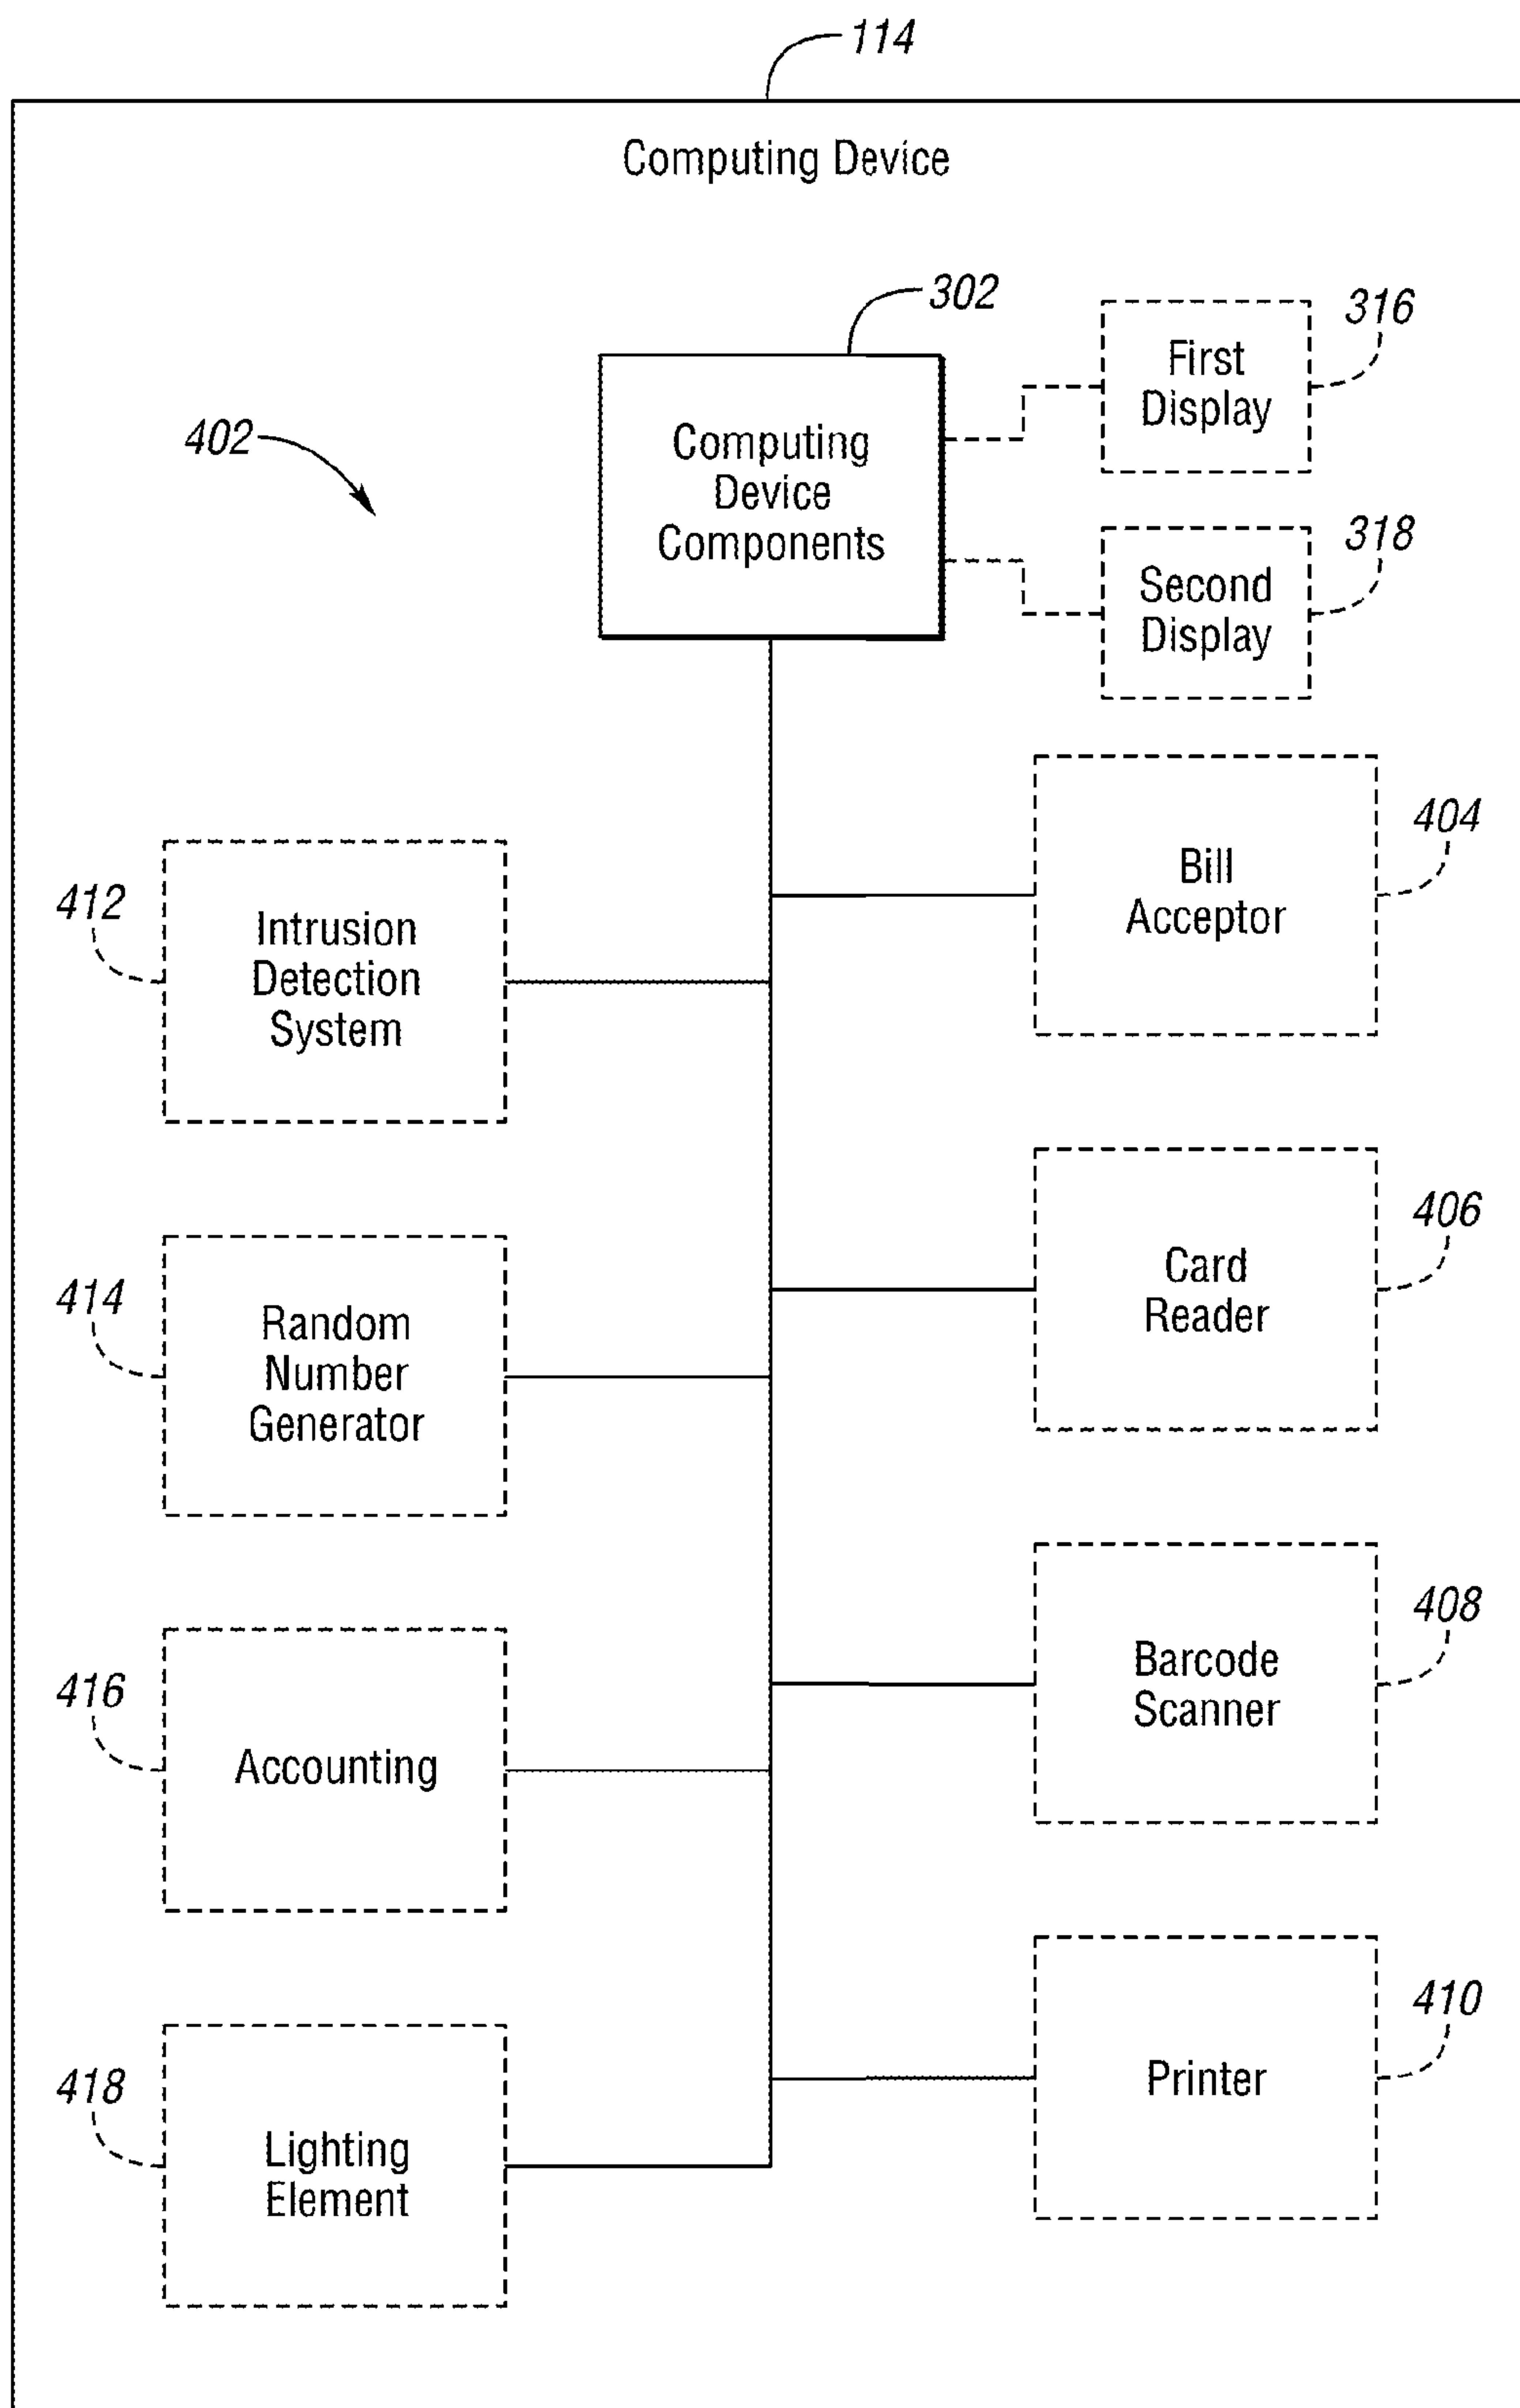 114
Computing Device
302
316
First
Display
402
Computing
Device
Components
318
Second
Display
404
Bill
Acceptor
412
Intrusion
Detection
System
406
Card
Reader
414
Random
Number
Generator
408
Barcode
Scanner
416
Accounting
410
Printer
418
Lighting
Element